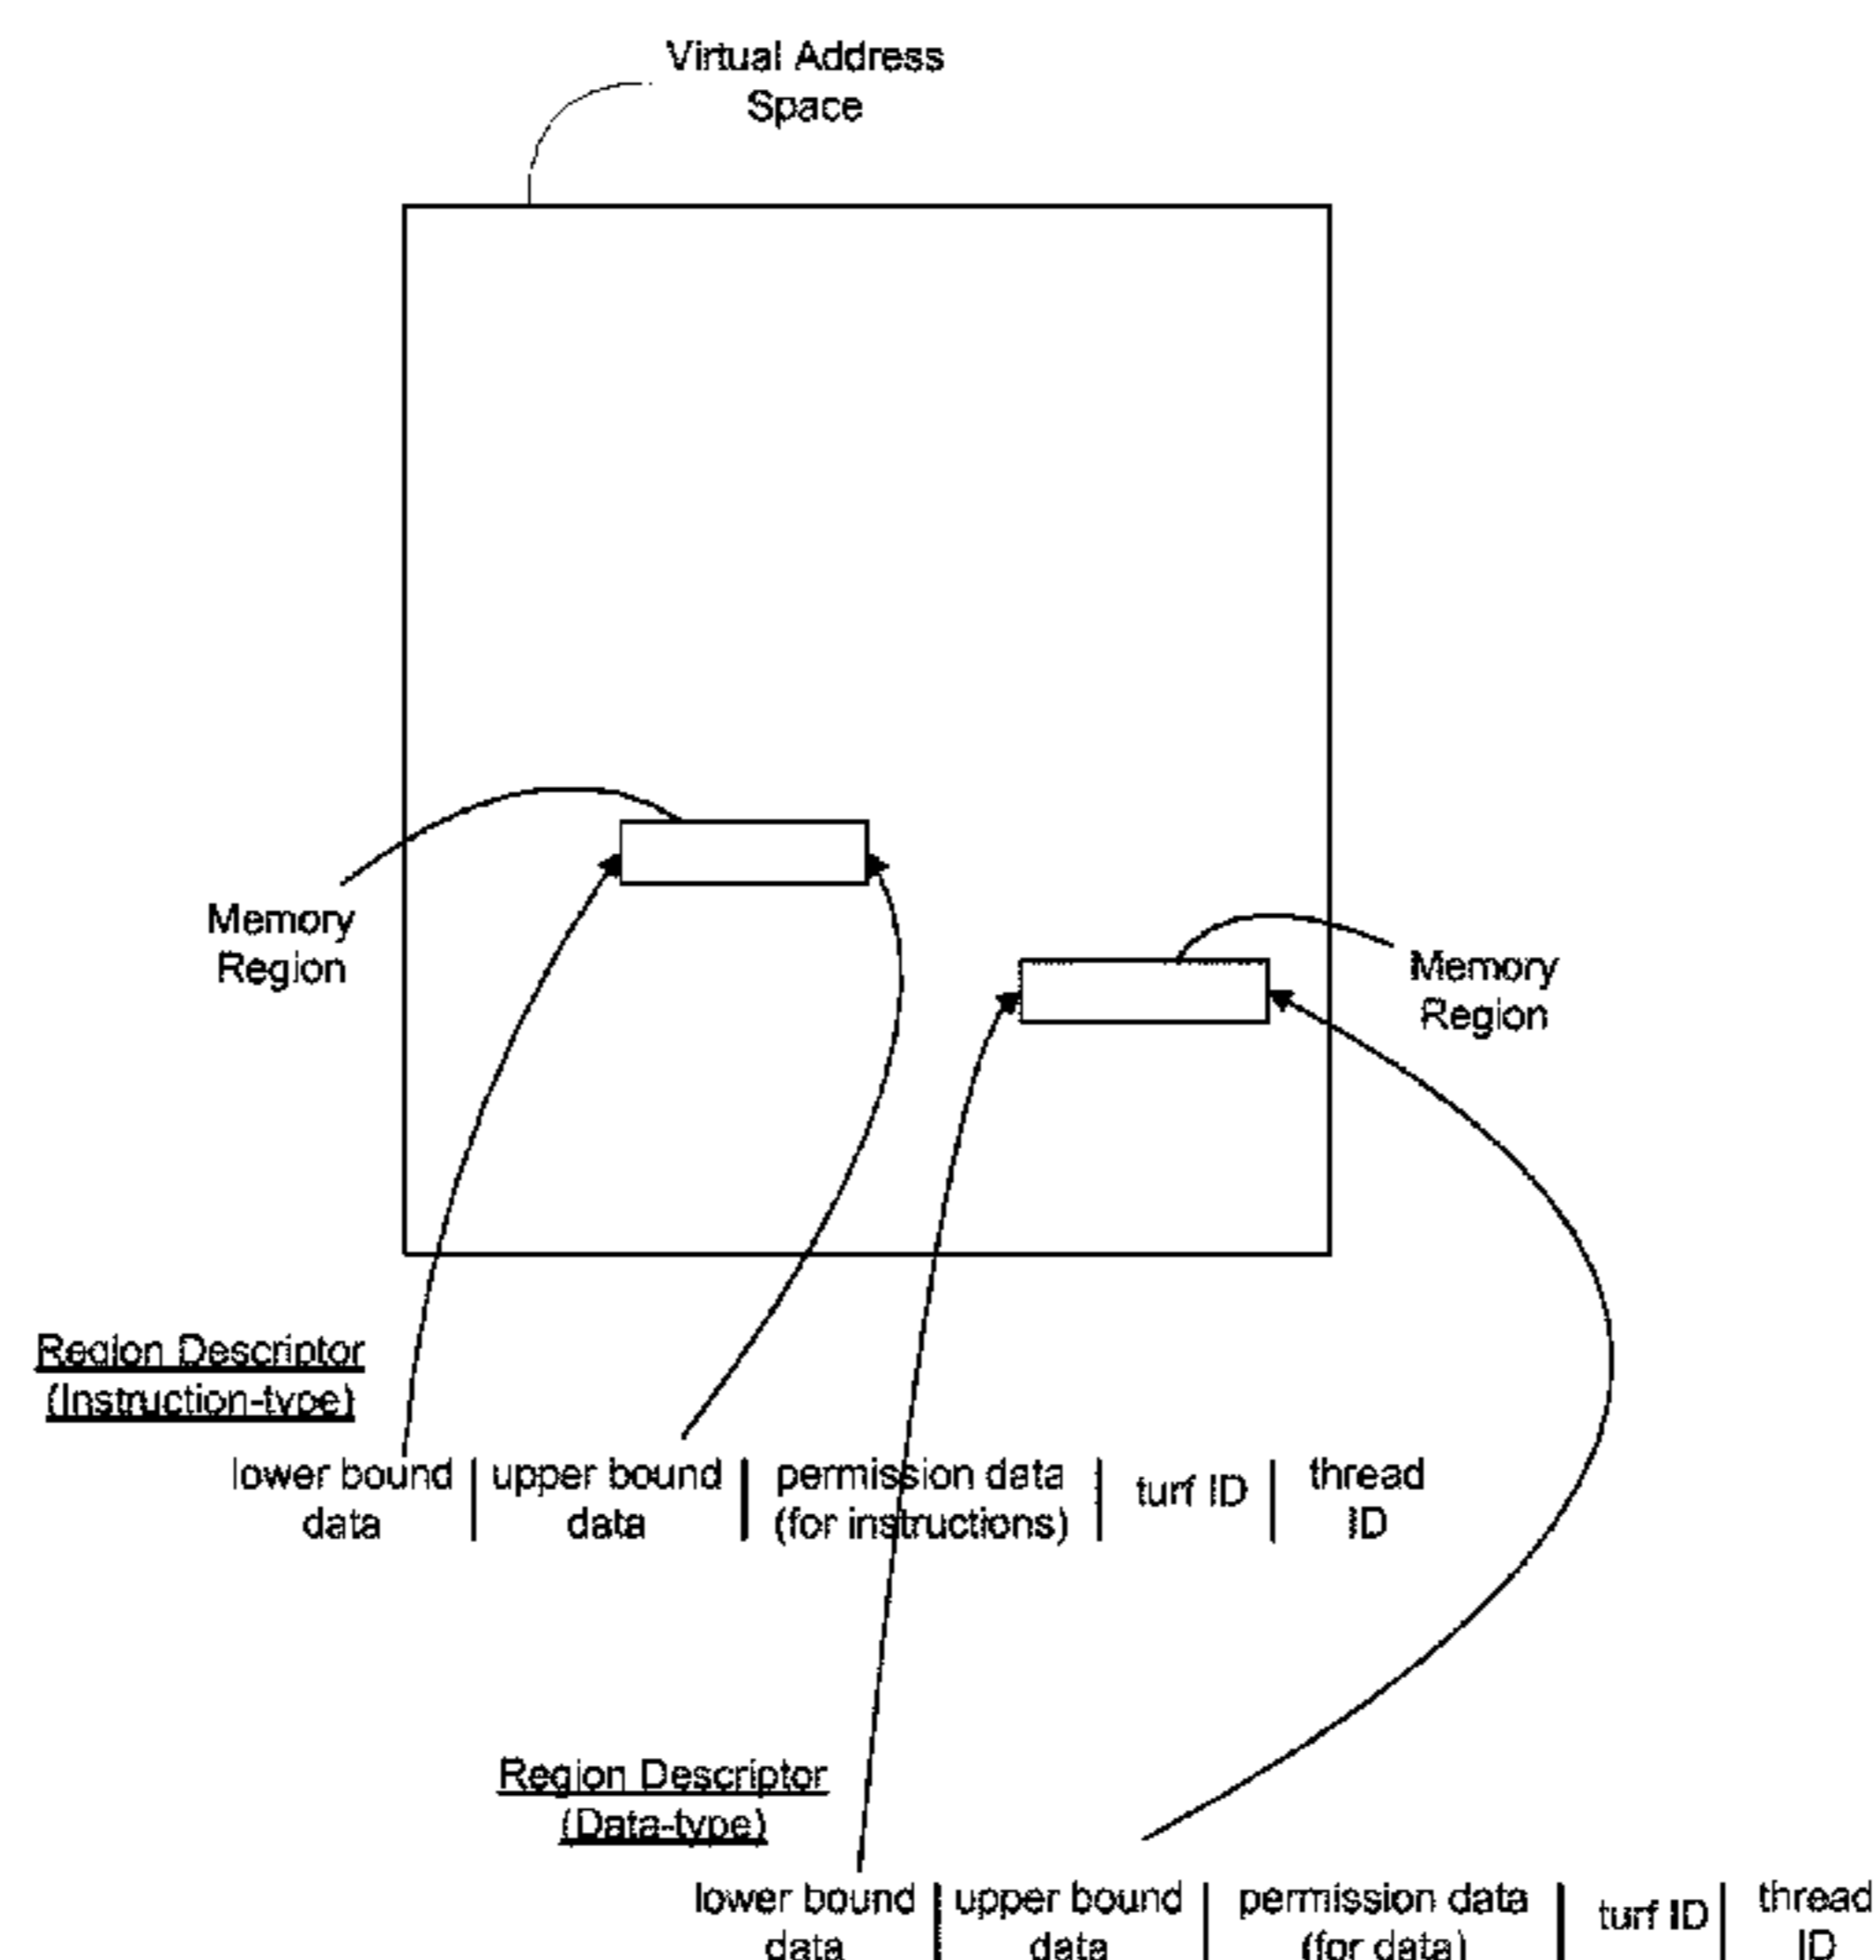 Virtual Address
Space
Memory
Region
Memory
Region
Region Descriptor
(Instruction-type)
lower bound
data
upper bound
data
permission data
(for instructions)
turf ID
thread
ID
Region Descriptor
(Data-type)
lower bound
data
upper bound
data
permission data
(for data)
turf ID
thread
ID